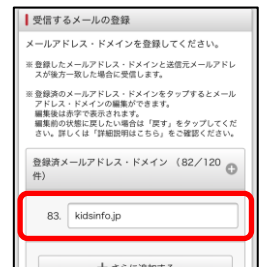 受信するメールの登録
メールアドレス・ドメインを登録してください。
※登録したメールアドレス・ドメインと送信元メールアドレ
スが後方一致した場合に受信します。
※登録済のメールアドレス・ドメインをタップするとメール
アドレス・ドメインの編集ができます。
編集後は赤字で表示されます。
編集前の状態に戻したい場合は「戻す」をタップしてくだ
さい。詳しくは「詳細説明はこちら」をご確認ください。
登録済メールアドレス・ドメイン （82／120
件）
83. kidsinfo.jp
＋さらに追加する